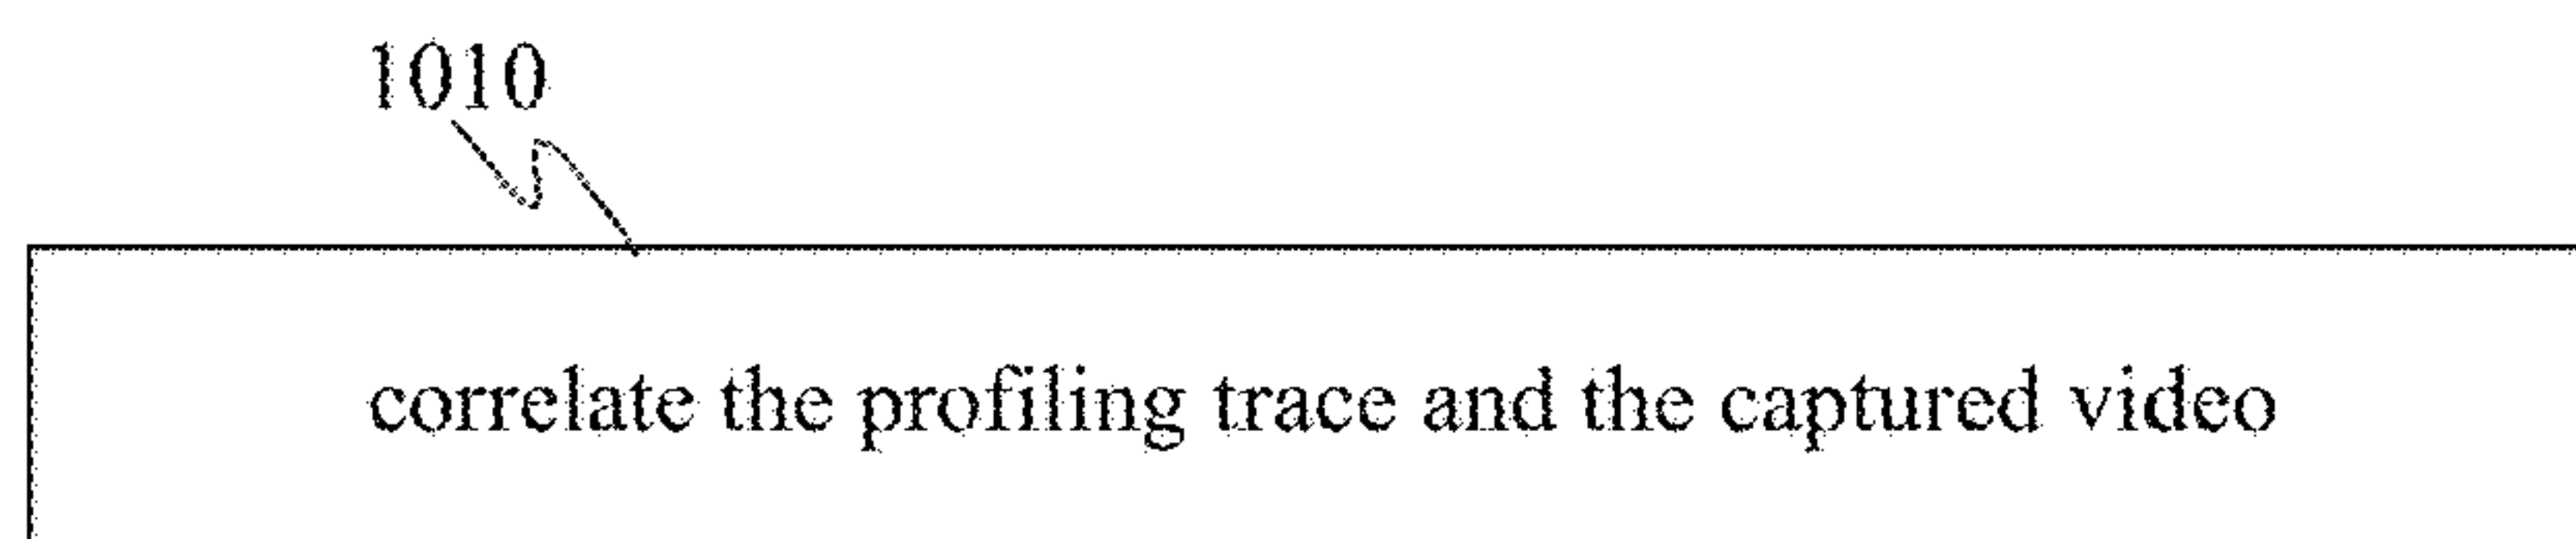 1010
correlate the profiling trace and the captured video